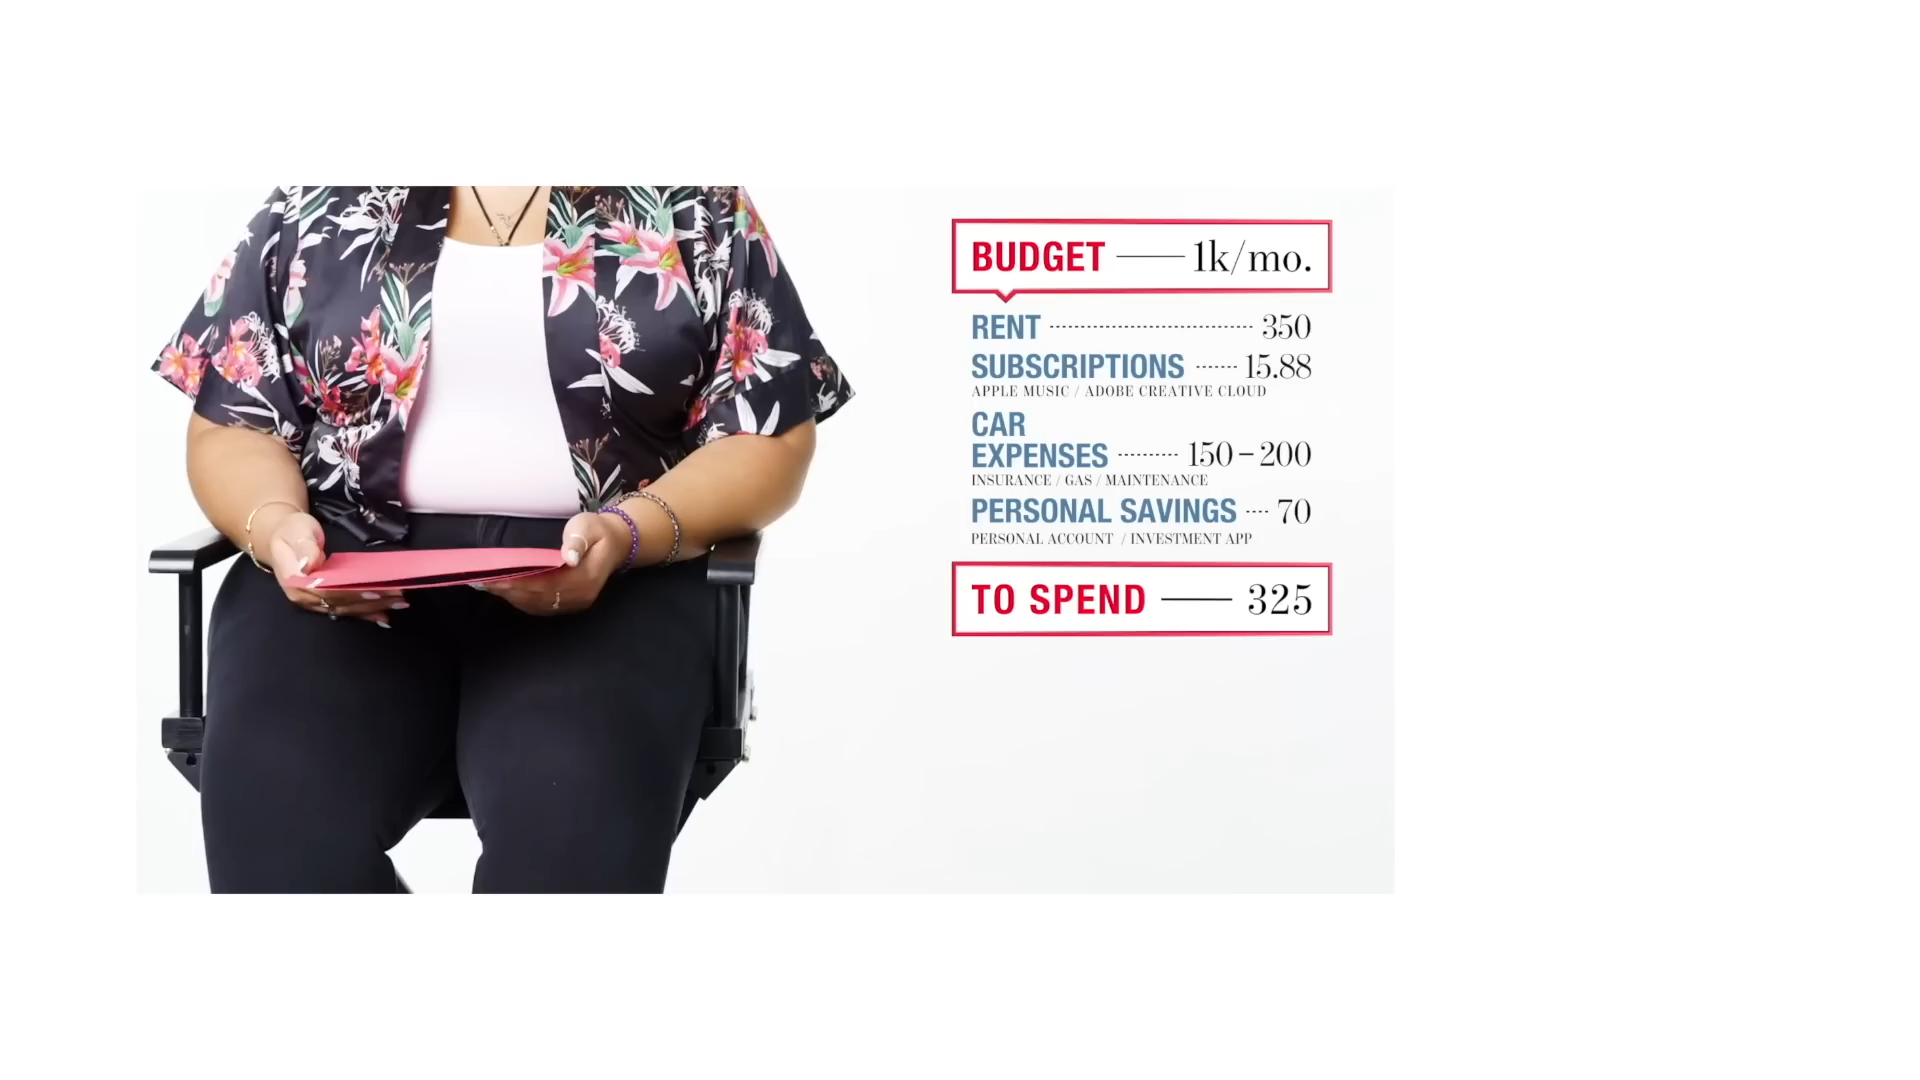 BUDGET 1k/mo.
RENT 350
SUBSCRIPTIONS 15.88
APPLE MUSIC / ADOBE CREATIVE CLOUD
CAR
EXPENSES 150–200
INSURANCE / GAS / MAINTENANCE
PERSONAL SAVINGS 70
PERSONAL ACCOUNT / INVESTMENT APP
TO SPEND 325